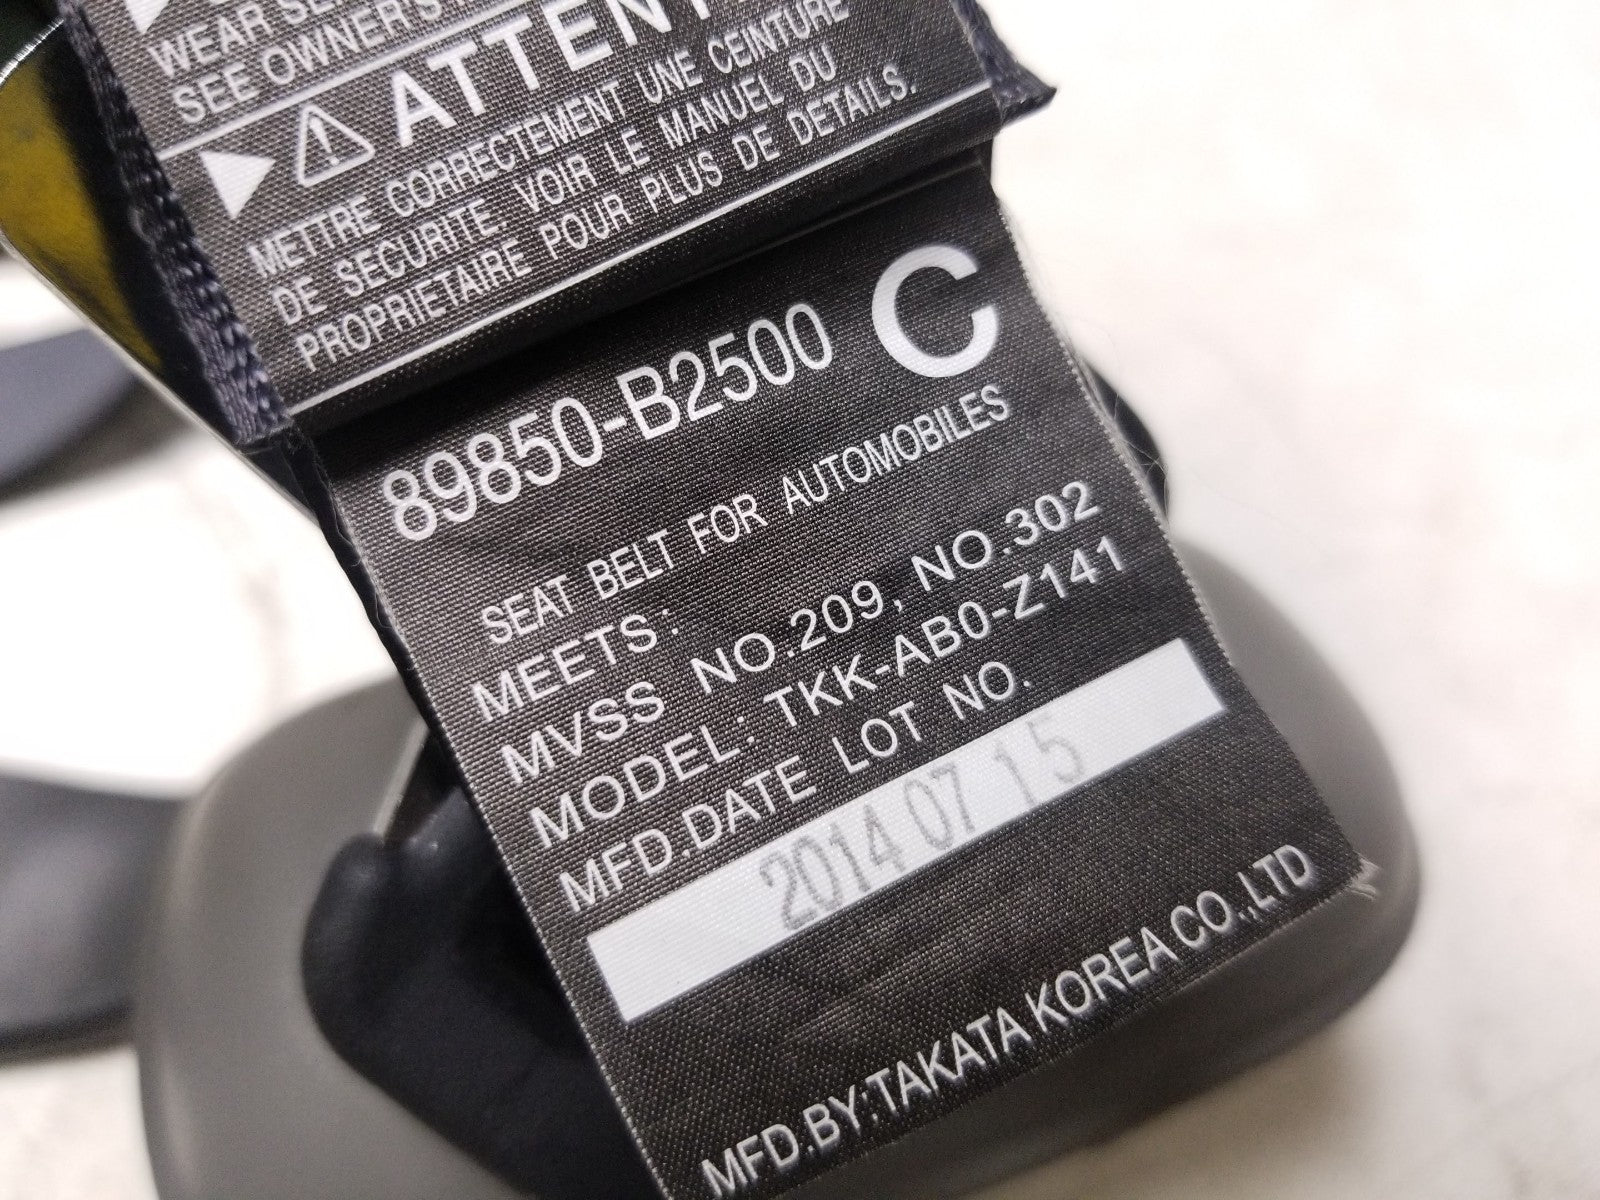 WEAR
SEE OWNER'S
ATTENT
METTRE CORRECTEMENT UNE CEINTURE
DE SECURITE VOIR LE MANUEL DU
PROPRIETAIRE POUR PLUS DE DETAILS.
89850-B2500 C
SEAT BELT FOR AUTOMOBILES
MEETS:
MVSS NO.209, NO.302
MODEL: TKK-AB0-Z141
MFD.DATE LOT NO.
2014 07 15
MFD.BY:TAKATA KOREA CO.,LTD